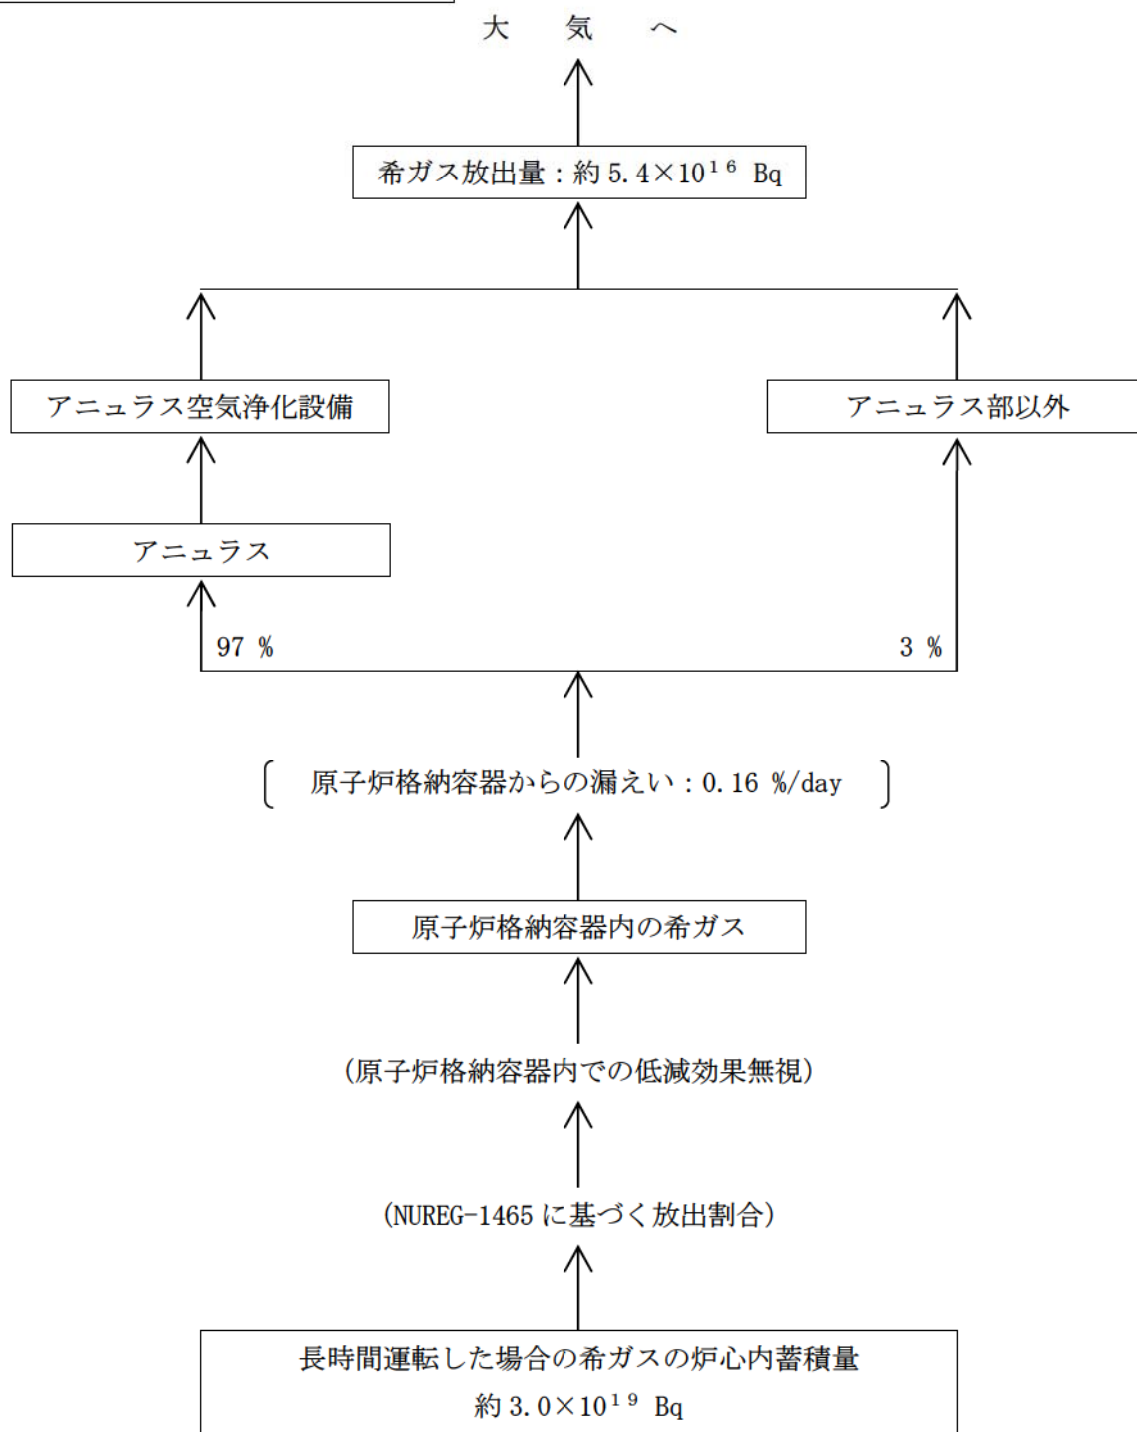 大　気　へ
希ガス放出量：約 5.4×10¹⁶ Bq
アニュラス空気浄化設備
アニュラス部以外
アニュラス
97 %
3 %
原子炉格納容器からの漏えい：0.16 %/day
原子炉格納容器内の希ガス
(原子炉格納容器内での低減効果無視)
(NUREG-1465 に基づく放出割合)
長時間運転した場合の希ガスの炉心内蓄積量
約 3.0×10¹⁹ Bq